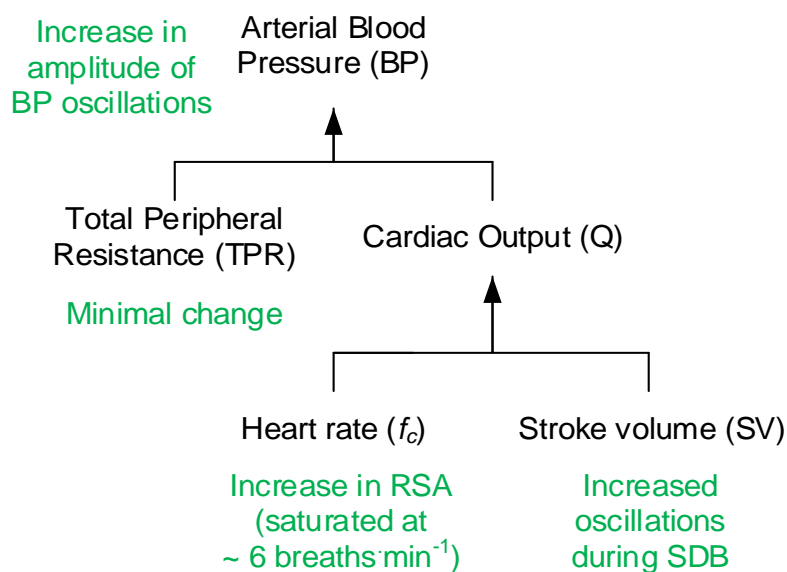 Increase in
amplitude of
BP oscillations
Arterial Blood
Pressure (BP)
Total Peripheral
Resistance (TPR)
Minimal change
Cardiac Output (Q)
Heart rate (f꜀)
Increase in RSA
(saturated at
~ 6 breaths·min⁻¹)
Stroke volume (SV)
Increased
oscillations
during SDB